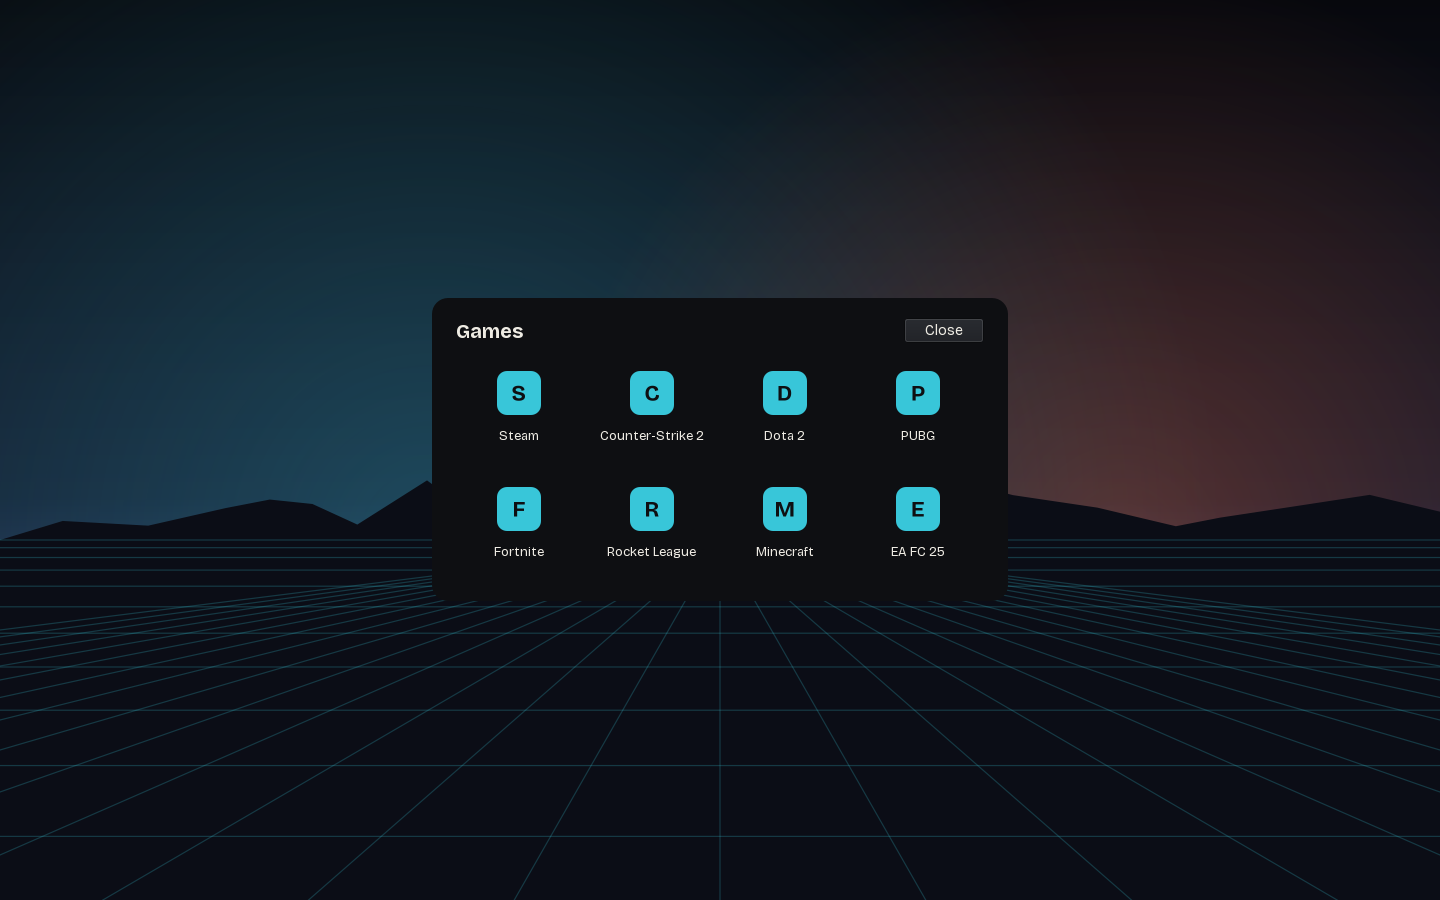 Games
Close
S
C
D
P
Steam
Counter-Strike 2
Dota 2
PUBG
F
R
M
E
Fortnite
Rocket League
Minecraft
EA FC 25